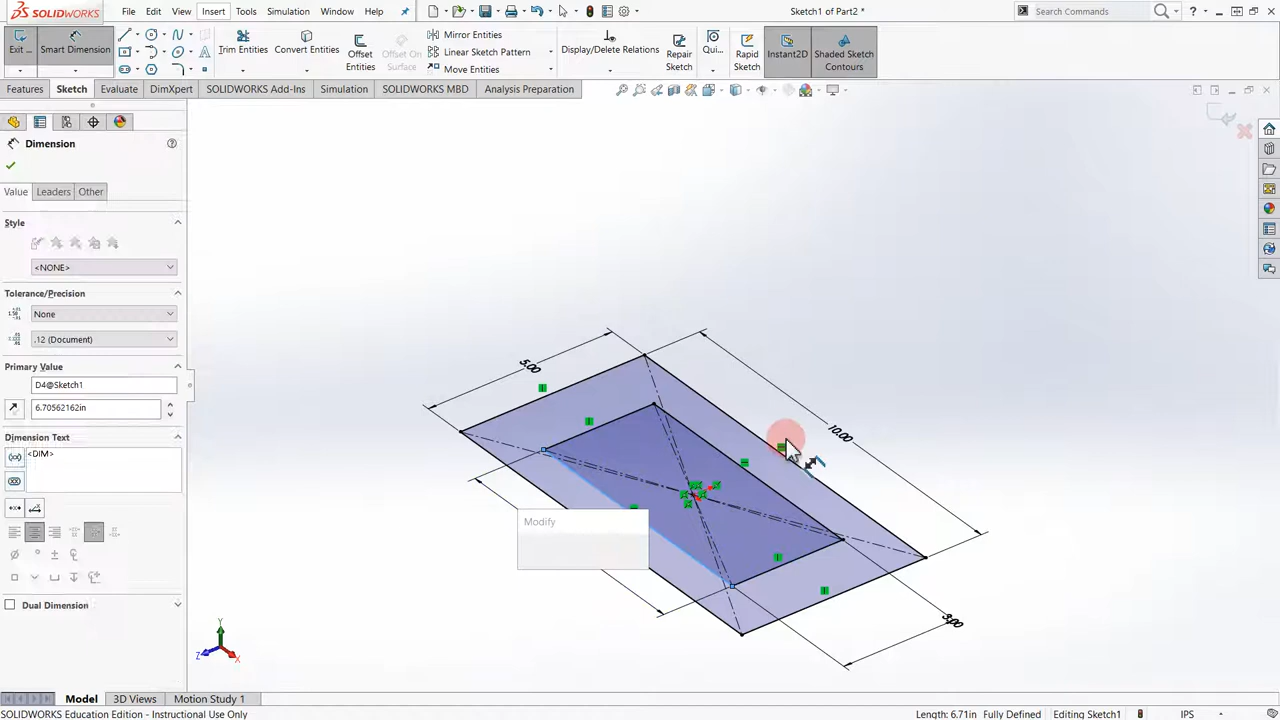 SOLIDWORKS File Edit View Insert Tools Simulation Window Help Sketch1 of Part2 * Search Commands
Exit ... Smart Dimension Trim Entities Convert Entities Offset Entities Offset On Surface Mirror Entities Linear Sketch Pattern Move Entities Display/Delete Relations Repair Sketch Qui... Rapid Sketch Instant2D Shaded Sketch Contours
Features Sketch Evaluate DimXpert SOLIDWORKS Add-Ins Simulation SOLIDWORKS MBD Analysis Preparation
Dimension
Value Leaders Other
Style
<NONE>
Tolerance/Precision
None
.12 (Document)
Primary Value
D4@Sketch1
6.70562162in
Dimension Text
<DIM>
Dual Dimension
5.00
10.00
Modify
3.00
Y
Z X
Model 3D Views Motion Study 1
SOLIDWORKS Education Edition - Instructional Use Only Length: 6.71in Fully Defined Editing Sketch1 IPS